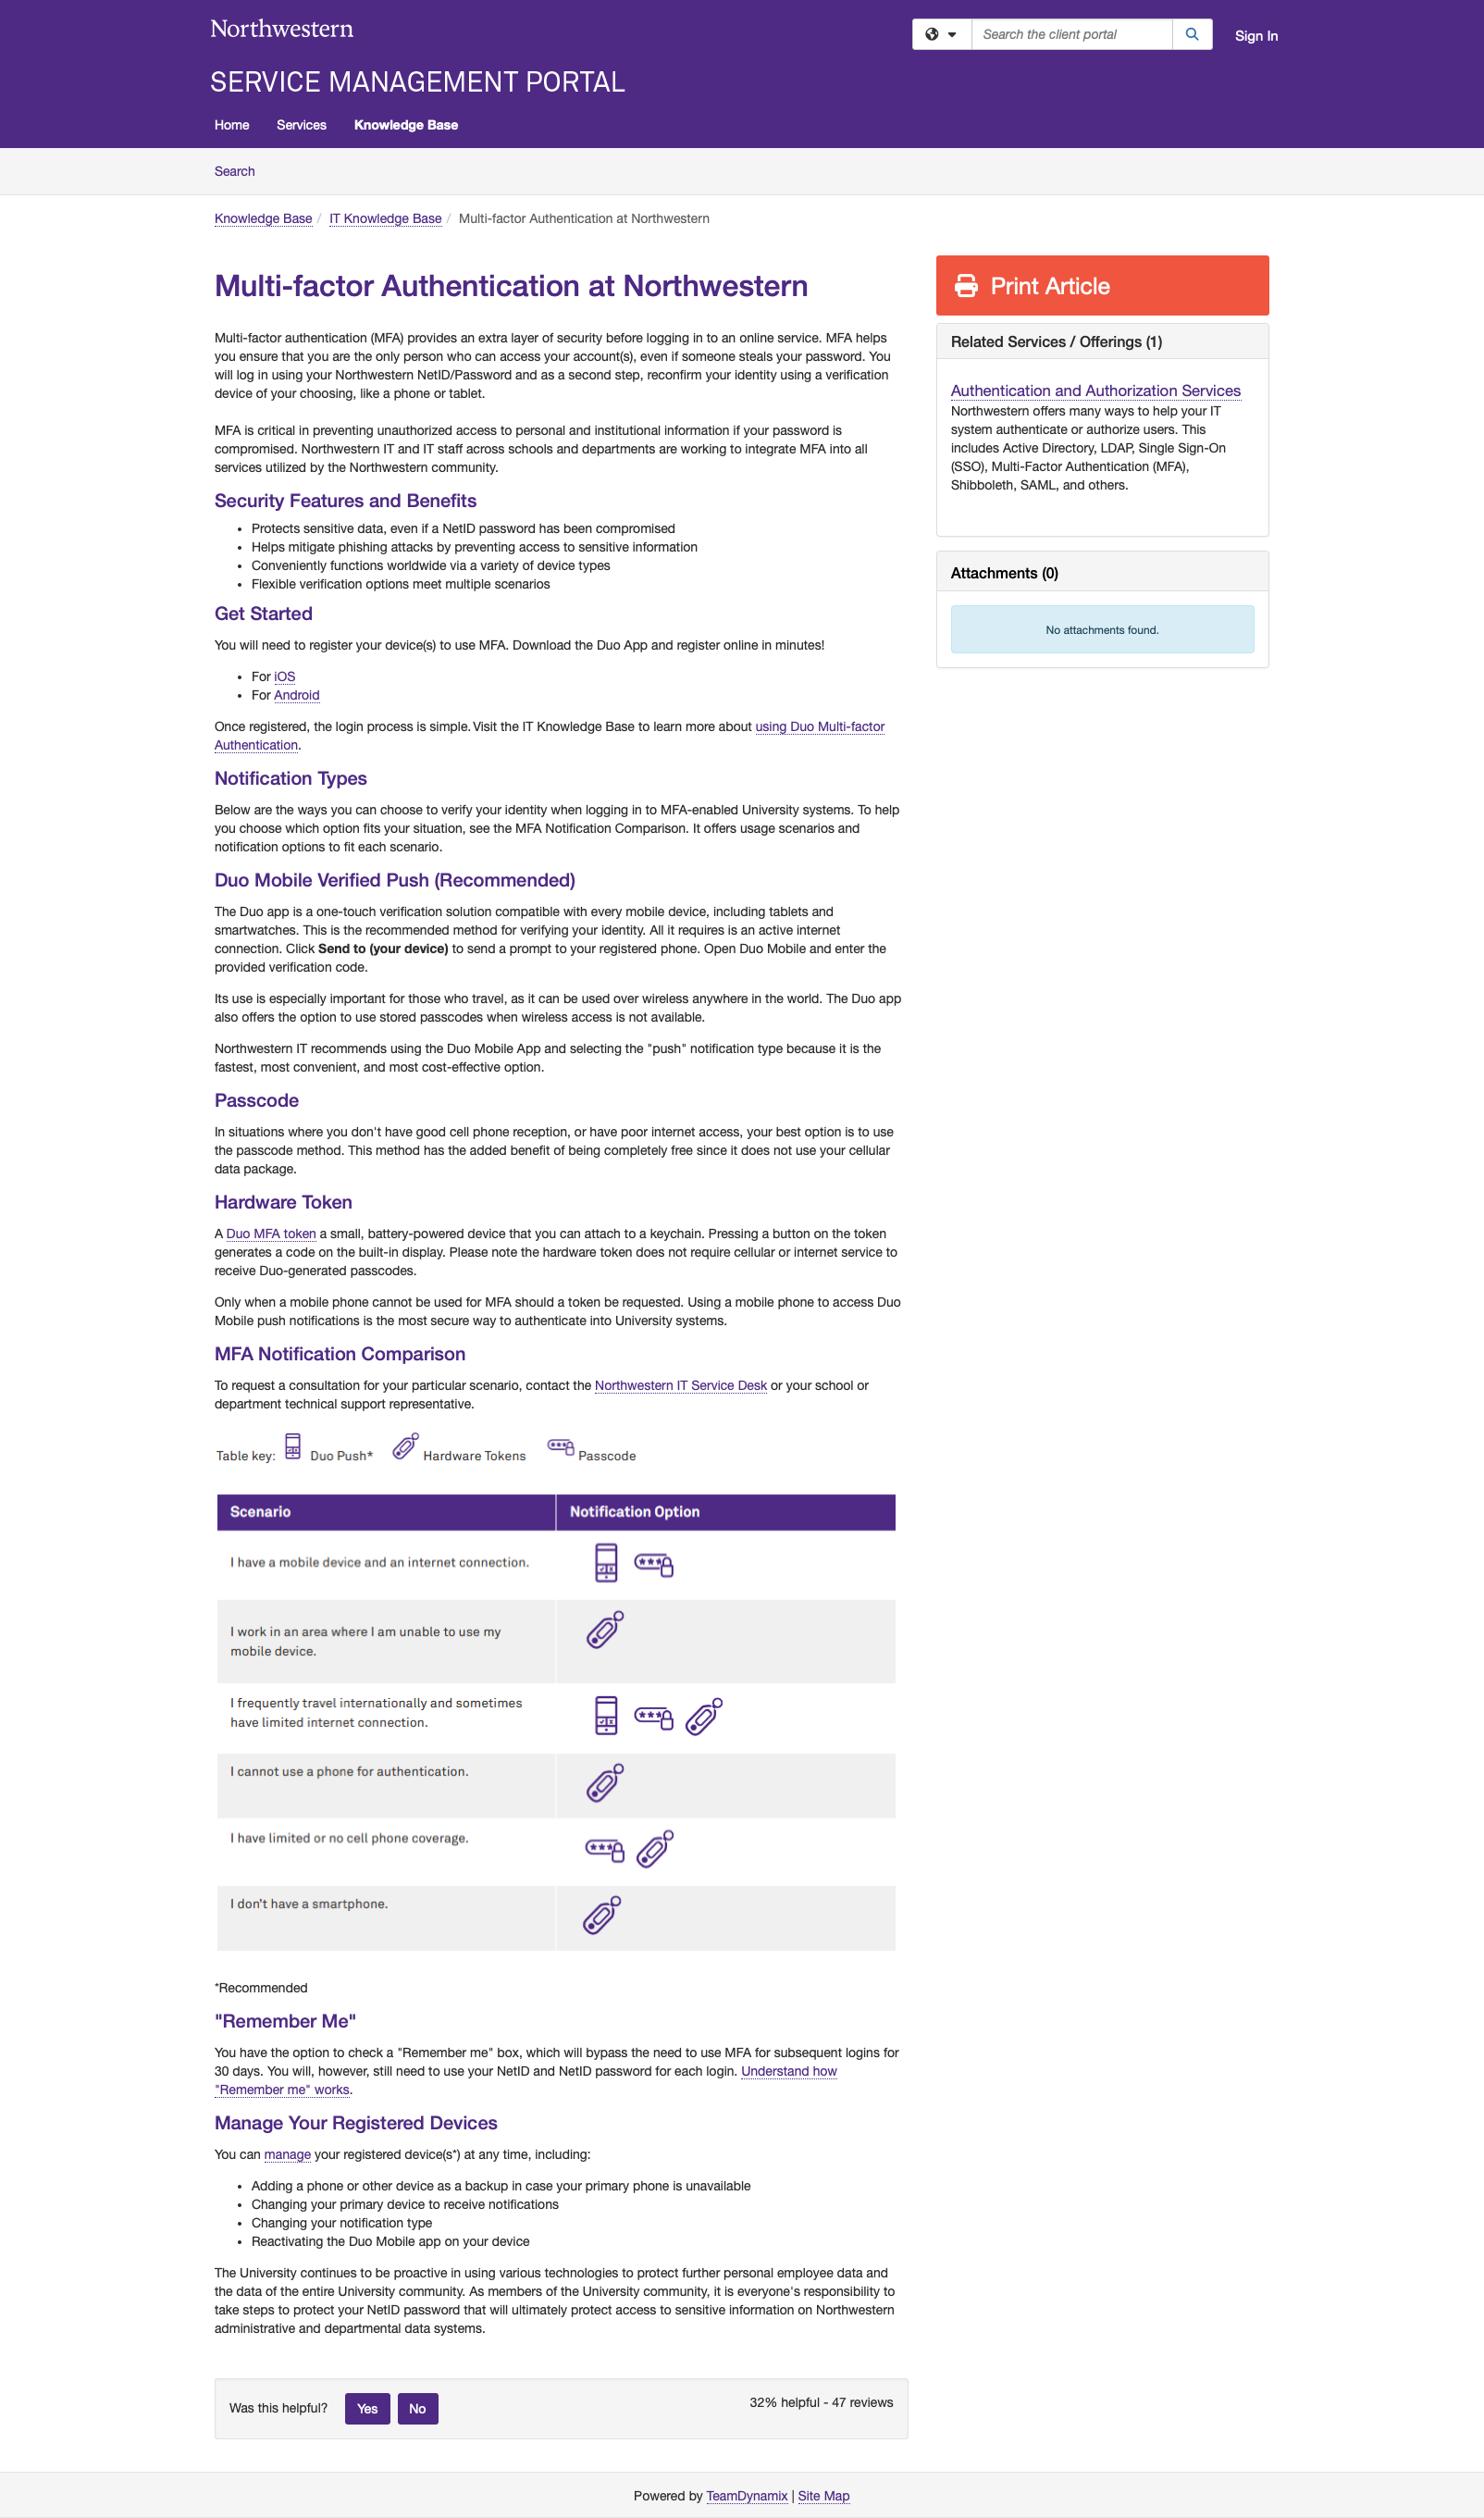 Northwestern
Search the client portal
Sign In
SERVICE MANAGEMENT PORTAL
Home Services Knowledge Base
Search
Knowledge Base / IT Knowledge Base / Multi-factor Authentication at Northwestern
Multi-factor Authentication at Northwestern
Multi-factor authentication (MFA) provides an extra layer of security before logging in to an online service. MFA helps
you ensure that you are the only person who can access your account(s), even if someone steals your password. You
will log in using your Northwestern NetID/Password and as a second step, reconfirm your identity using a verification
device of your choosing, like a phone or tablet.
MFA is critical in preventing unauthorized access to personal and institutional information if your password is
compromised. Northwestern IT and IT staff across schools and departments are working to integrate MFA into all
services utilized by the Northwestern community.
Security Features and Benefits
• Protects sensitive data, even if a NetID password has been compromised
• Helps mitigate phishing attacks by preventing access to sensitive information
• Conveniently functions worldwide via a variety of device types
• Flexible verification options meet multiple scenarios
Get Started
You will need to register your device(s) to use MFA. Download the Duo App and register online in minutes!
• For iOS
• For Android
Once registered, the login process is simple. Visit the IT Knowledge Base to learn more about using Duo Multi-factor
Authentication.
Notification Types
Below are the ways you can choose to verify your identity when logging in to MFA-enabled University systems. To help
you choose which option fits your situation, see the MFA Notification Comparison. It offers usage scenarios and
notification options to fit each scenario.
Duo Mobile Verified Push (Recommended)
The Duo app is a one-touch verification solution compatible with every mobile device, including tablets and
smartwatches. This is the recommended method for verifying your identity. All it requires is an active internet
connection. Click Send to (your device) to send a prompt to your registered phone. Open Duo Mobile and enter the
provided verification code.
Its use is especially important for those who travel, as it can be used over wireless anywhere in the world. The Duo app
also offers the option to use stored passcodes when wireless access is not available.
Northwestern IT recommends using the Duo Mobile App and selecting the "push" notification type because it is the
fastest, most convenient, and most cost-effective option.
Passcode
In situations where you don't have good cell phone reception, or have poor internet access, your best option is to use
the passcode method. This method has the added benefit of being completely free since it does not use your cellular
data package.
Hardware Token
A Duo MFA token a small, battery-powered device that you can attach to a keychain. Pressing a button on the token
generates a code on the built-in display. Please note the hardware token does not require cellular or internet service to
receive Duo-generated passcodes.
Only when a mobile phone cannot be used for MFA should a token be requested. Using a mobile phone to access Duo
Mobile push notifications is the most secure way to authenticate into University systems.
MFA Notification Comparison
To request a consultation for your particular scenario, contact the Northwestern IT Service Desk or your school or
department technical support representative.
Table key: Duo Push* Hardware Tokens Passcode
Scenario Notification Option
I have a mobile device and an internet connection.
I work in an area where I am unable to use my
mobile device.
I frequently travel internationally and sometimes
have limited internet connection.
I cannot use a phone for authentication.
I have limited or no cell phone coverage.
I don't have a smartphone.
*Recommended
"Remember Me"
You have the option to check a "Remember me" box, which will bypass the need to use MFA for subsequent logins for
30 days. You will, however, still need to use your NetID and NetID password for each login. Understand how
"Remember me" works.
Manage Your Registered Devices
You can manage your registered device(s*) at any time, including:
• Adding a phone or other device as a backup in case your primary phone is unavailable
• Changing your primary device to receive notifications
• Changing your notification type
• Reactivating the Duo Mobile app on your device
The University continues to be proactive in using various technologies to protect further personal employee data and
the data of the entire University community. As members of the University community, it is everyone's responsibility to
take steps to protect your NetID password that will ultimately protect access to sensitive information on Northwestern
administrative and departmental data systems.
Was this helpful? Yes No
32% helpful - 47 reviews
Print Article
Related Services / Offerings (1)
Authentication and Authorization Services
Northwestern offers many ways to help your IT
system authenticate or authorize users. This
includes Active Directory, LDAP, Single Sign-On
(SSO), Multi-Factor Authentication (MFA),
Shibboleth, SAML, and others.
Attachments (0)
No attachments found.
Powered by TeamDynamix | Site Map